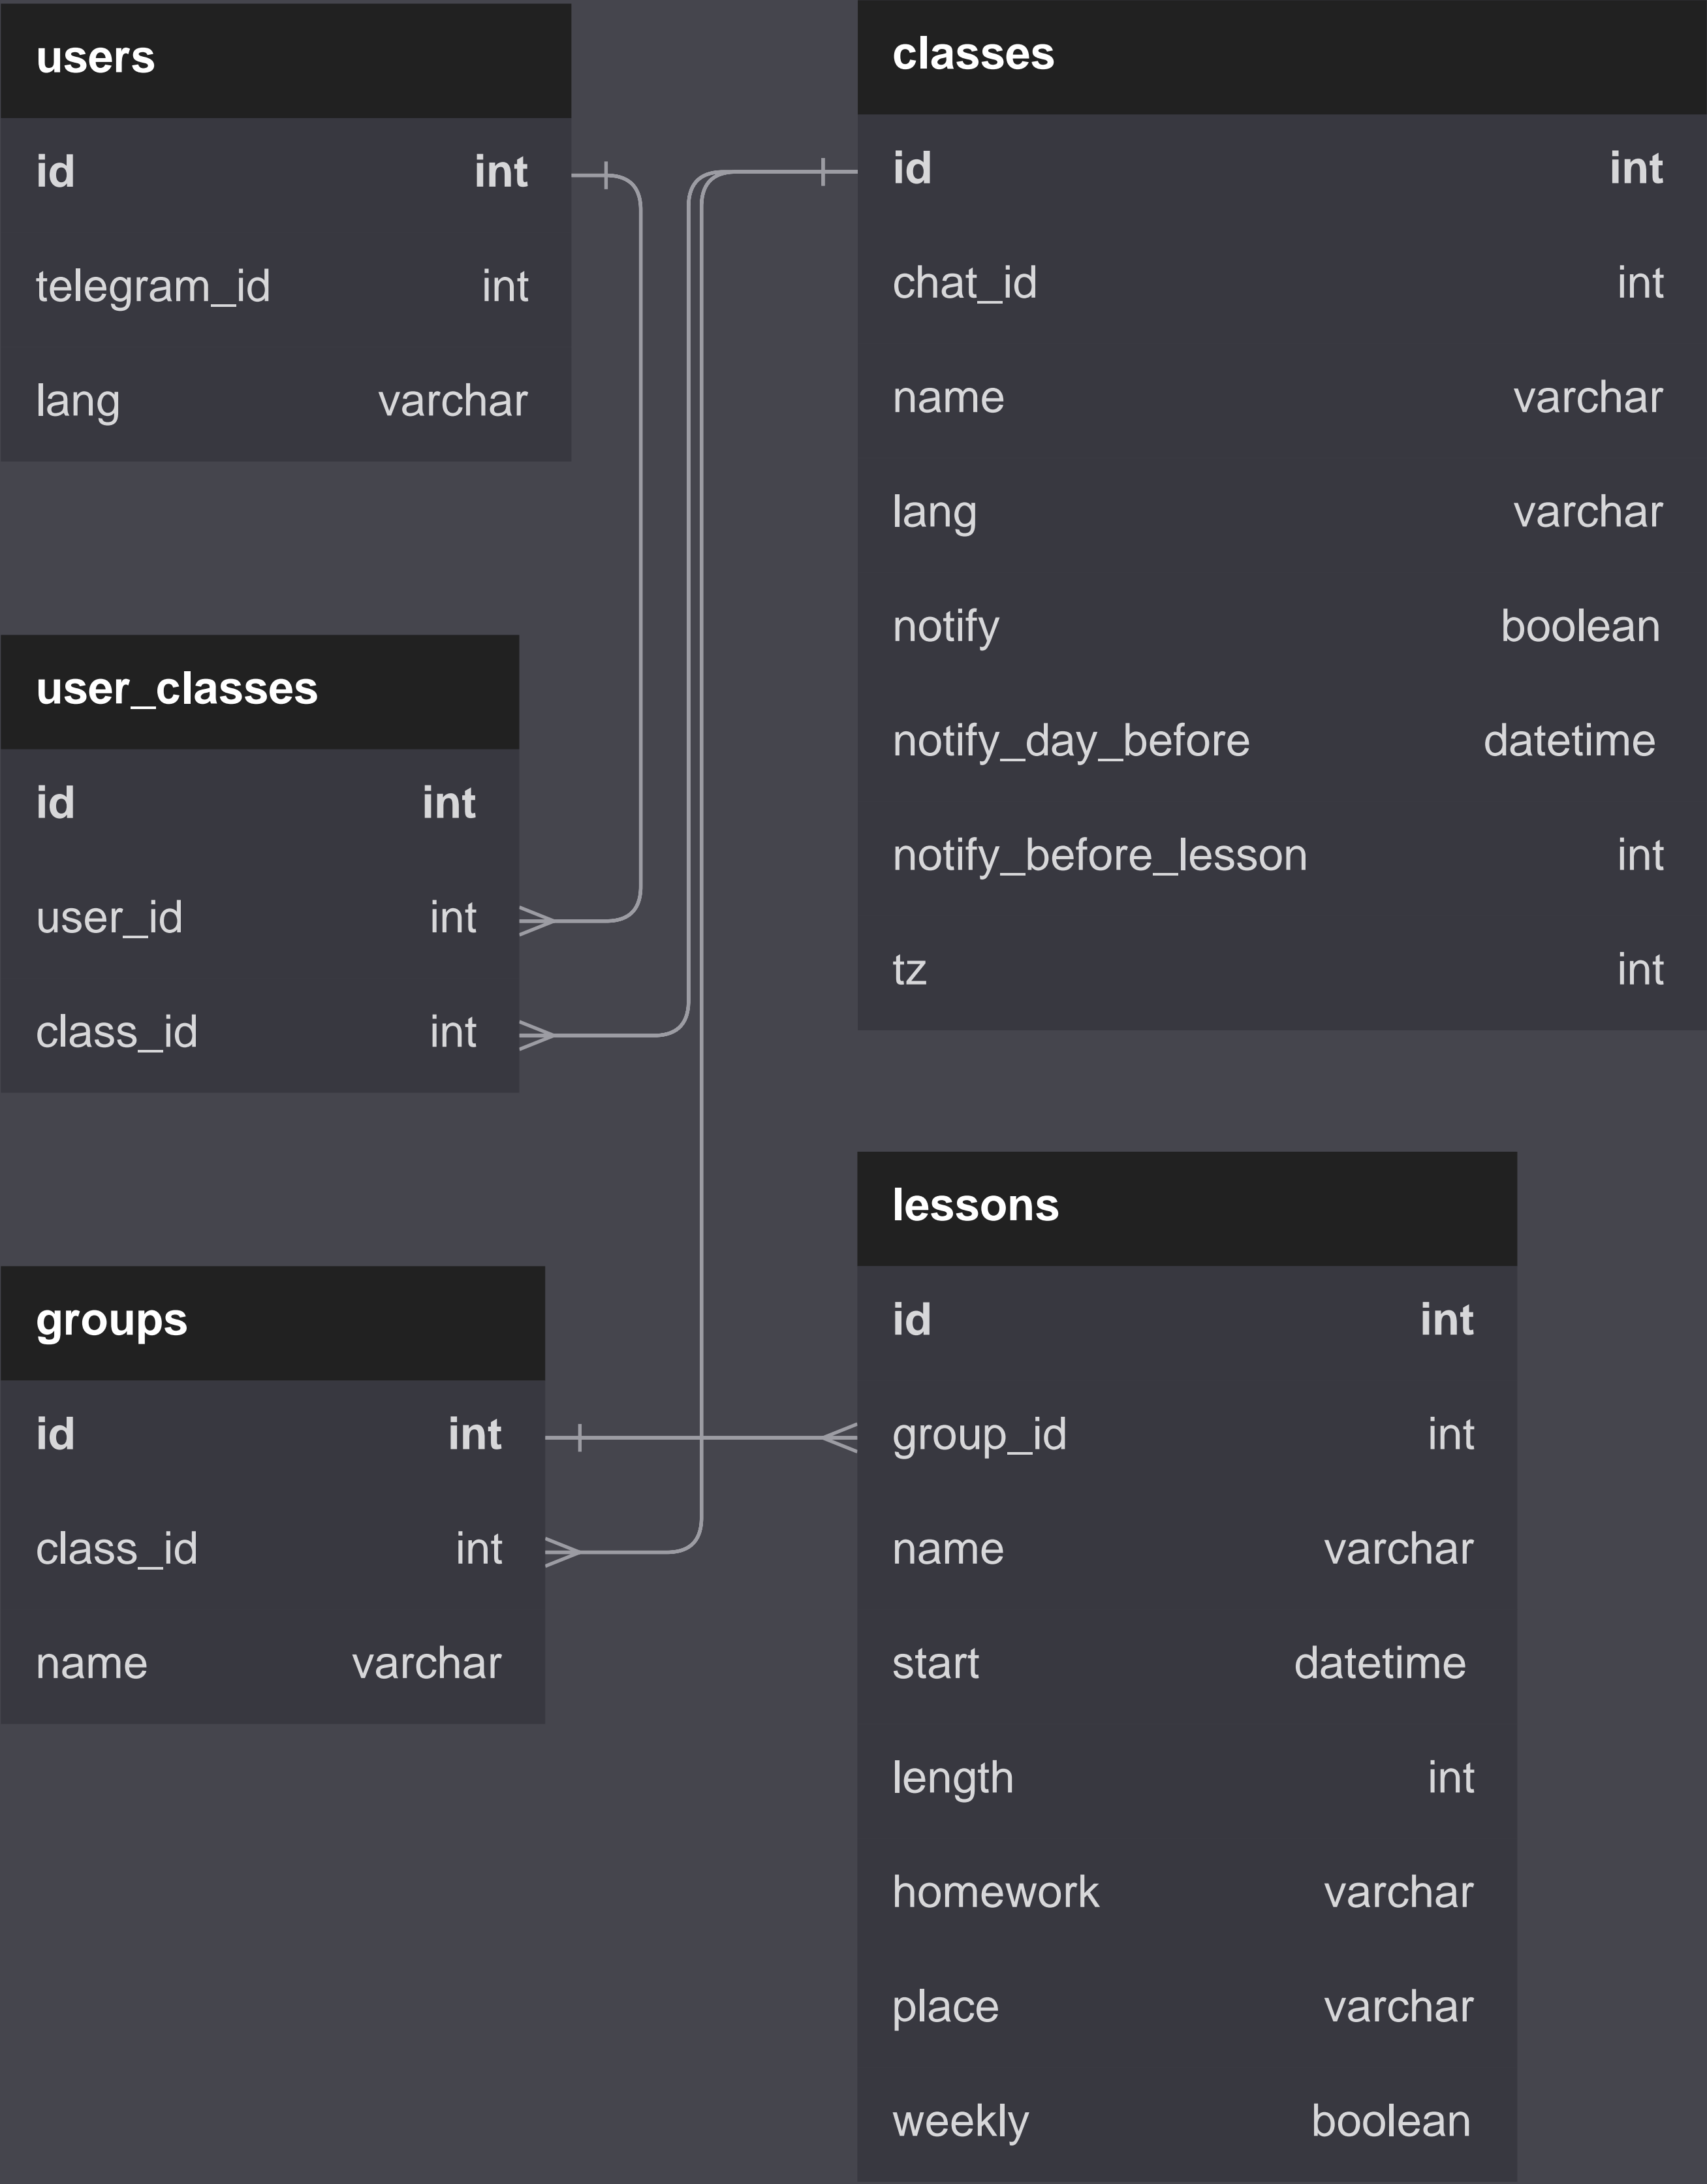 users
id int
telegram_id int
lang varchar
classes
id int
chat_id int
name varchar
lang varchar
notify boolean
notify_day_before datetime
notify_before_lesson int
tz int
user_classes
id int
user_id int
class_id int
groups
id int
class_id int
name varchar
lessons
id int
group_id int
name varchar
start datetime
length int
homework varchar
place varchar
weekly boolean